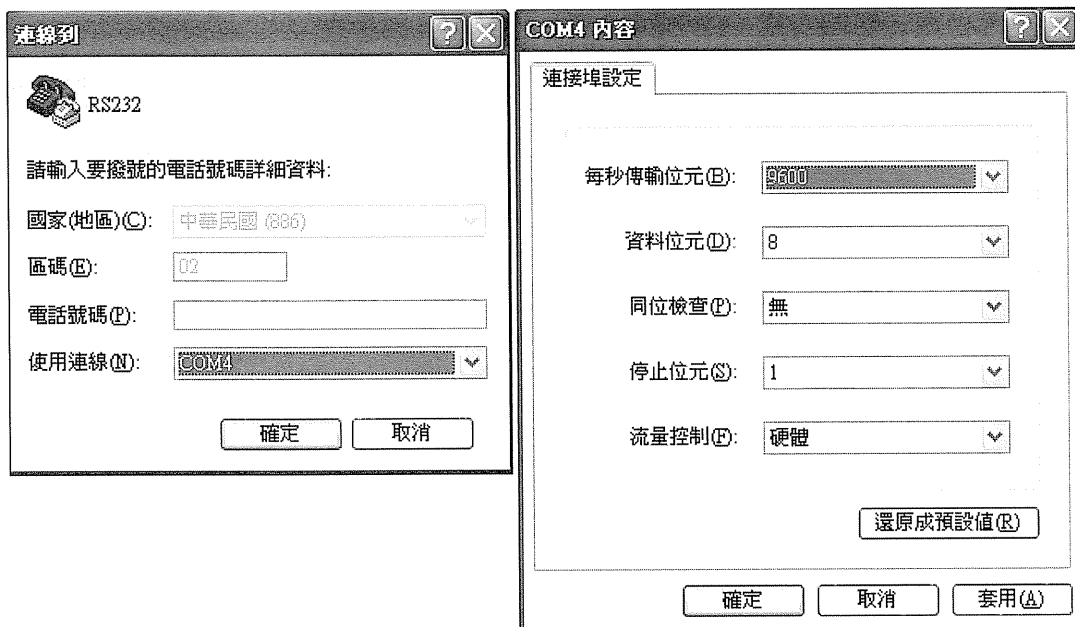 連線到
RS232
請輸入要撥號的電話號碼詳細資料:
國家(地區)(C): 中華民國 (886)
區碼(E): 02
電話號碼(P):
使用連線(N): COM4
確定 取消
COM4 內容
連接埠設定
每秒傳輸位元(B): 9600
資料位元(D): 8
同位檢查(P): 無
停止位元(S): 1
流量控制(F): 硬體
還原成預設值(R)
確定 取消 套用(A)